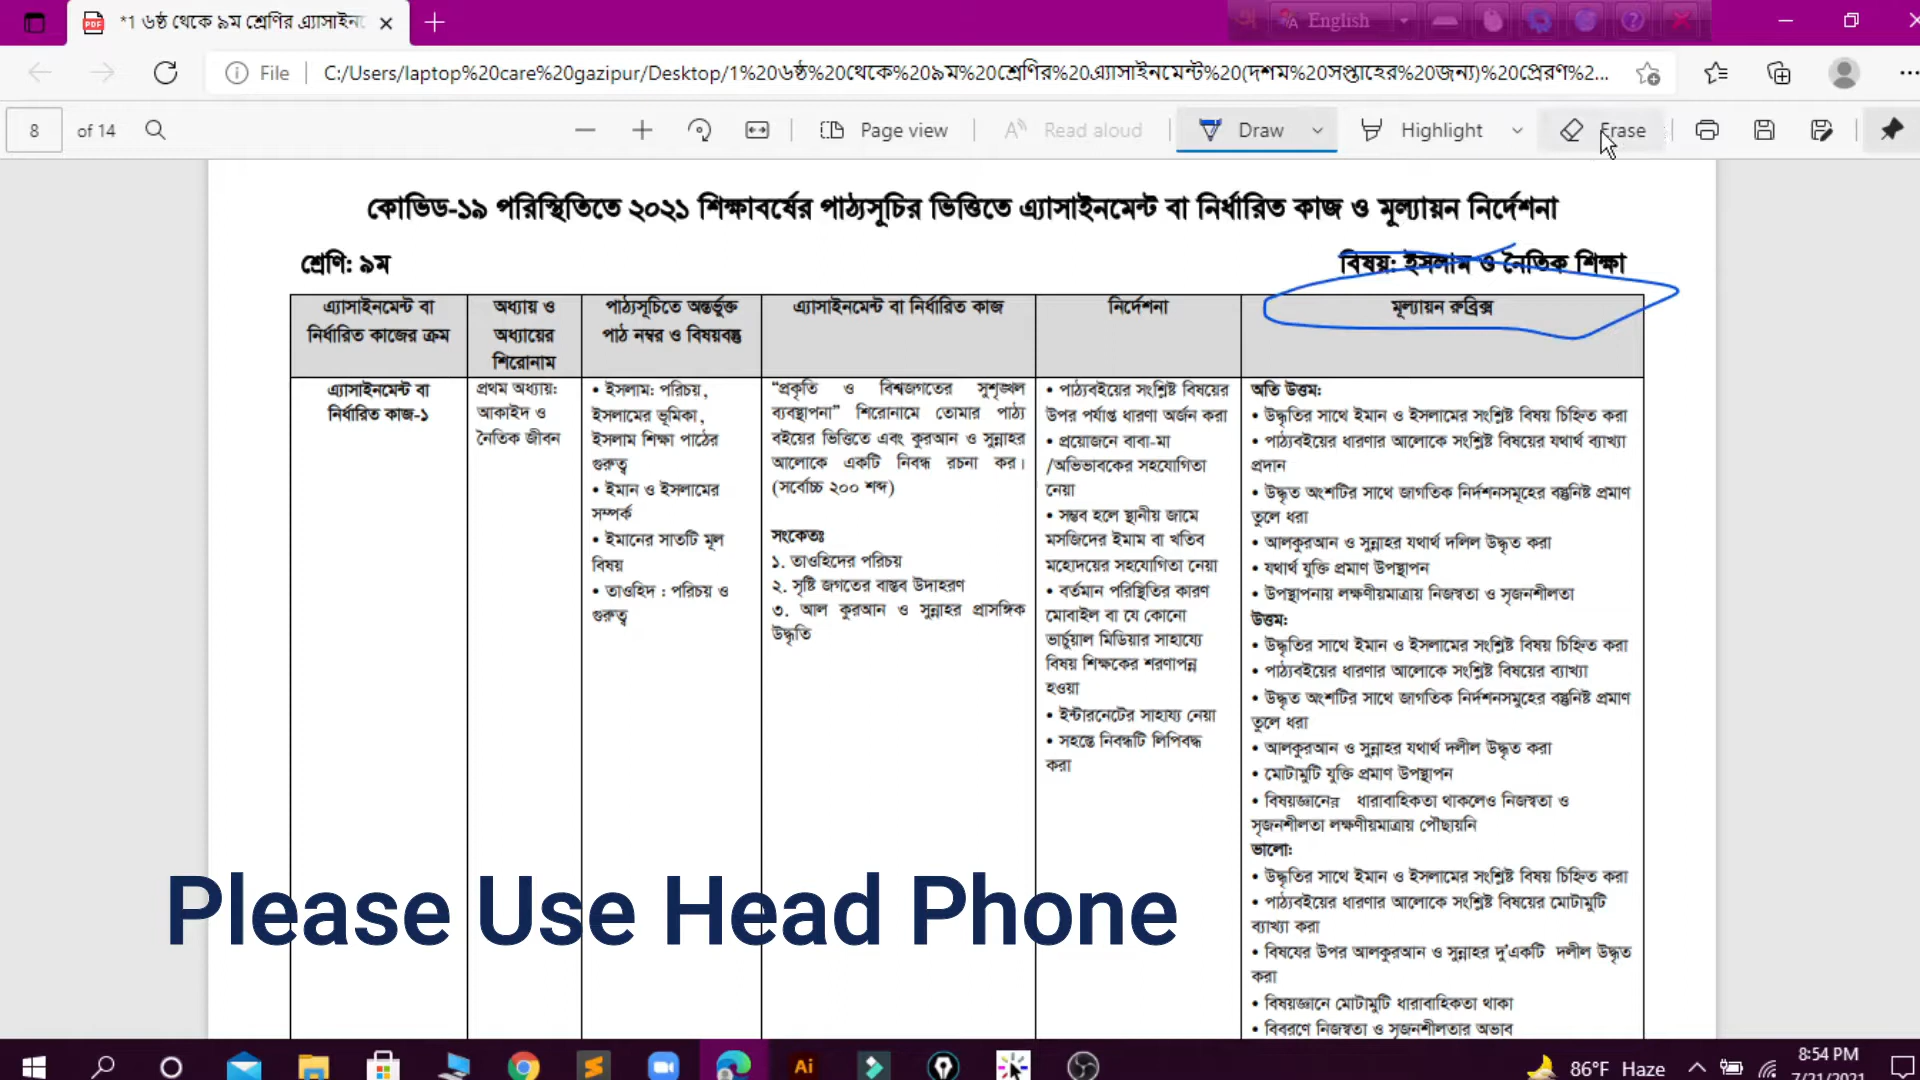 *1 ৬ষ্ঠ থেকে ৯ম শ্রেণির এ্যাসাইনমে
English
File
C:/Users/laptop%20care%20gazipur/Desktop/1%20৬ষ্ঠ%20থেকে%20৯ম%20শ্রেণির%20এ্যাসাইনমেন্ট%20(দশম%20সপ্তাহের%20জন্য)%20প্রেরণ%2...
8 of 14
Page view
Read aloud
Draw
Highlight
Erase
কোভিড-১৯ পরিস্থিতিতে ২০২১ শিক্ষাবর্ষের পাঠ্যসূচির ভিত্তিতে এ্যাসাইনমেন্ট বা নির্ধারিত কাজ ও মূল্যায়ন নির্দেশনা
শ্রেণি: ৯ম
বিষয়: ইসলাম ও নৈতিক শিক্ষা
এ্যাসাইনমেন্ট বা
নির্ধারিত কাজের ক্রম
অধ্যায় ও
অধ্যায়ের
শিরোনাম
পাঠ্যসূচিতে অন্তর্ভুক্ত
পাঠ নম্বর ও বিষয়বস্তু
এ্যাসাইনমেন্ট বা নির্ধারিত কাজ
নির্দেশনা
মূল্যায়ন রুব্রিক্স
এ্যাসাইনমেন্ট বা
নির্ধারিত কাজ-১
প্রথম অধ্যায়:
আকাইদ ও
নৈতিক জীবন
• ইসলাম: পরিচয়,
ইসলামের ভূমিকা,
ইসলাম শিক্ষা পাঠের
গুরুত্ব
• ইমান ও ইসলামের
সম্পর্ক
• ইমানের সাতটি মূল
বিষয়
• তাওহিদ : পরিচয় ও
গুরুত্ব
“প্রকৃতি ও বিশ্বজগতের সুশৃঙ্খল
ব্যবস্থাপনা” শিরোনামে তোমার পাঠ্য
বইয়ের ভিত্তিতে এবং কুরআন ও সুন্নাহর
আলোকে একটি নিবন্ধ রচনা কর।
(সর্বোচ্চ ২০০ শব্দ)
সংকেতঃ
১. তাওহিদের পরিচয়
২. সৃষ্টি জগতের বাস্তব উদাহরণ
৩. আল কুরআন ও সুন্নাহর প্রাসঙ্গিক
উদ্ধৃতি
• পাঠ্যবইয়ের সংশ্লিষ্ট বিষয়ের
উপর পর্যাপ্ত ধারণা অর্জন করা
• প্রয়োজনে বাবা-মা
/অভিভাবকের সহযোগিতা
নেয়া
• সম্ভব হলে স্থানীয় জামে
মসজিদের ইমাম বা খতিব
মহোদয়ের সহযোগিতা নেয়া
• বর্তমান পরিস্থিতির কারণ
মোবাইল বা যে কোনো
ভার্চুয়াল মিডিয়ার সাহায্যে
বিষয় শিক্ষকের শরণাপন্ন
হওয়া
• ইন্টারনেটের সাহায্য নেয়া
• সহস্তে নিবন্ধটি লিপিবদ্ধ
করা
অতি উত্তম:
• উদ্ধৃতির সাথে ইমান ও ইসলামের সংশ্লিষ্ট বিষয় চিহ্নিত করা
• পাঠ্যবইয়ের ধারণার আলোকে সংশ্লিষ্ট বিষয়ের যথার্থ ব্যাখ্যা
প্রদান
• উদ্ধৃত অংশটির সাথে জাগতিক নির্দশনসমূহের বস্তুনিষ্ট প্রমাণ
তুলে ধরা
• আলকুরআন ও সুন্নাহর যথার্থ দলিল উদ্ধৃত করা
• যথার্থ যুক্তি প্রমাণ উপস্থাপন
• উপস্থাপনায় লক্ষণীয়মাত্রায় নিজস্বতা ও সৃজনশীলতা
উত্তম:
• উদ্ধৃতির সাথে ইমান ও ইসলামের সংশ্লিষ্ট বিষয় চিহ্নিত করা
• পাঠ্যবইয়ের ধারণার আলোকে সংশ্লিষ্ট বিষয়ের ব্যাখ্যা
• উদ্ধৃত অংশটির সাথে জাগতিক নির্দশনসমুহের বস্তুনিষ্ট প্রমাণ
তুলে ধরা
• আলকুরআন ও সুন্নাহর যথার্থ দলীল উদ্ধৃত করা
• মোটামুটি যুক্তি প্রমাণ উপস্থাপন
• বিষয়জ্ঞানের ধারাবাহিকতা থাকলেও নিজস্বতা ও
সৃজনশীলতা লক্ষণীয়মাত্রায় পৌছায়নি
ভালো:
• উদ্ধৃতির সাথে ইমান ও ইসলামের সংশ্লিষ্ট বিষয় চিহ্নিত করা
• পাঠ্যবইয়ের ধারণার আলোকে সংশ্লিষ্ট বিষয়ের মোটামুটি
ব্যাখ্যা করা
• বিষযের উপর আলকুরআন ও সুন্নাহর দু'একটি দলীল উদ্ধৃত
করা
• বিষয়জ্ঞানে মোটামুটি ধারাবাহিকতা থাকা
• বিবরণে নিজস্বতা ও সৃজনশীলতার অভাব
Please Use Head Phone
86°F Haze
8:54 PM
7/21/2021